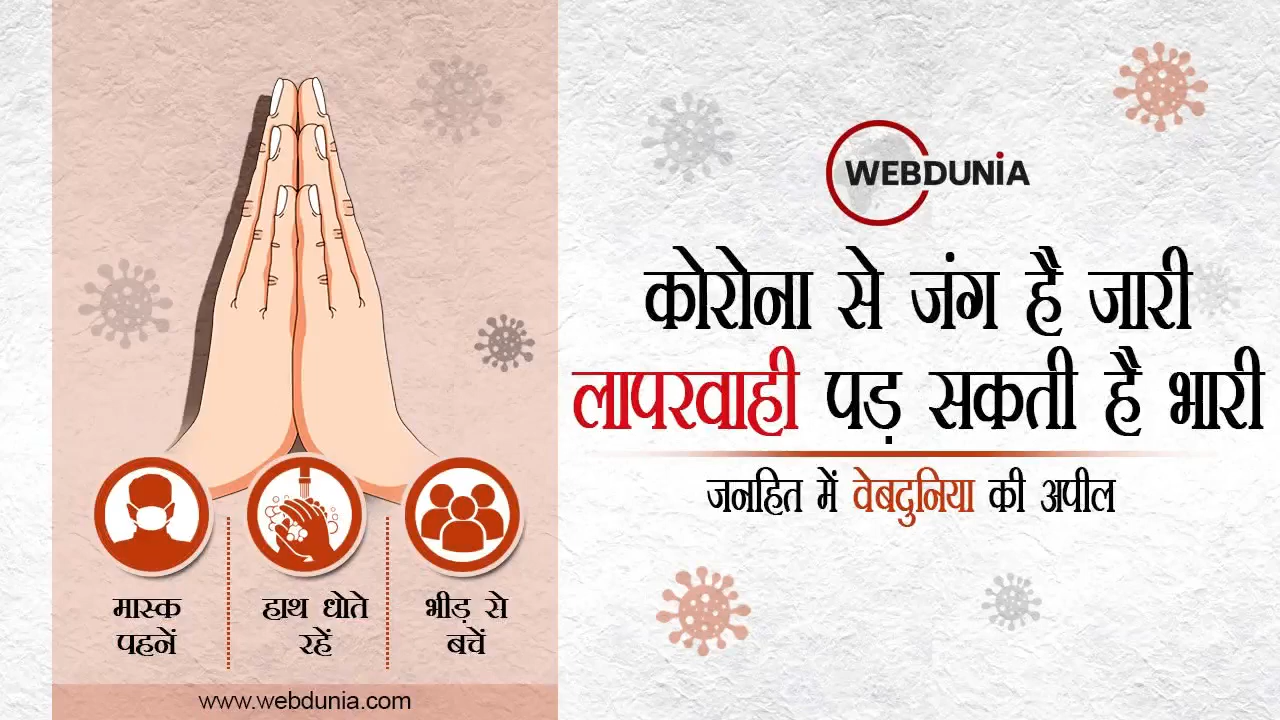 WEBDUNIA
कोरोना से जंग है जारी
लापरवाही पड़ सकती है भारी
जनहित में वेबदुनिया की अपील
मास्क
पहनें
हाथ धोते
रहें
भीड़ से
बचें
www.webdunia.com